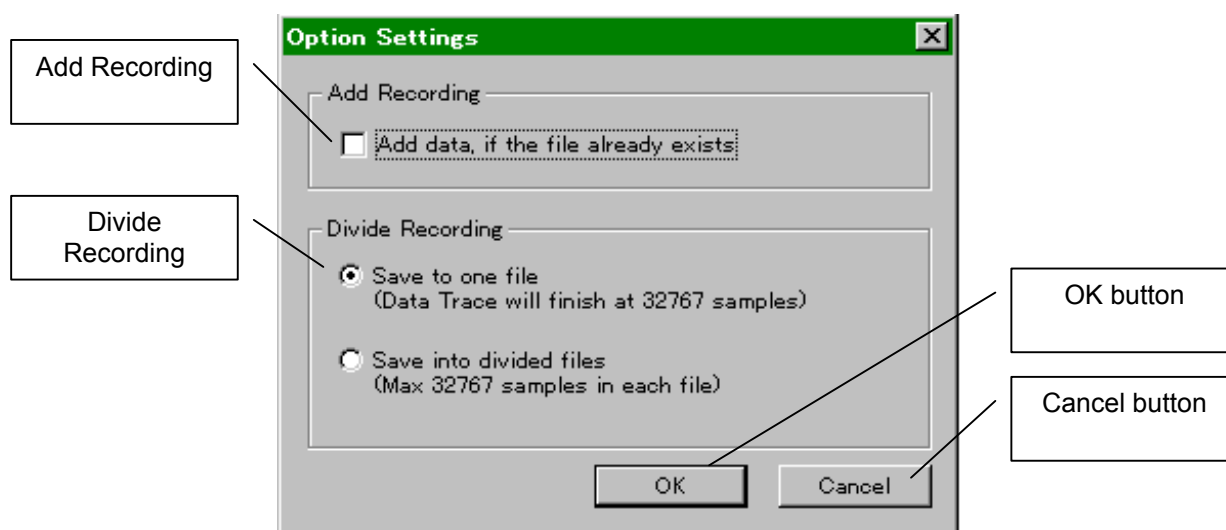 Option Settings
Add Recording
Add Recording
Add data, if the file already exists
Divide
Recording
Divide Recording
Save to one file
(Data Trace will finish at 32767 samples)
OK button
Save into divided files
(Max 32767 samples in each file)
Cancel button
OK
Cancel